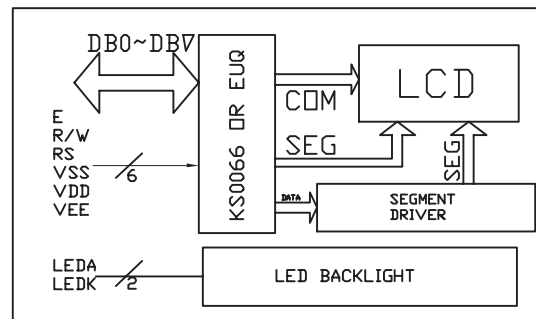 DB0~DB7
E
R/W
RS
VSS
VDD
VEE
6
KS0066 OR EUQ
COM
SEG
DATA
LCD
SEG
SEGMENT
DRIVER
LEDA
LEDK
2
LED BACKLIGHT